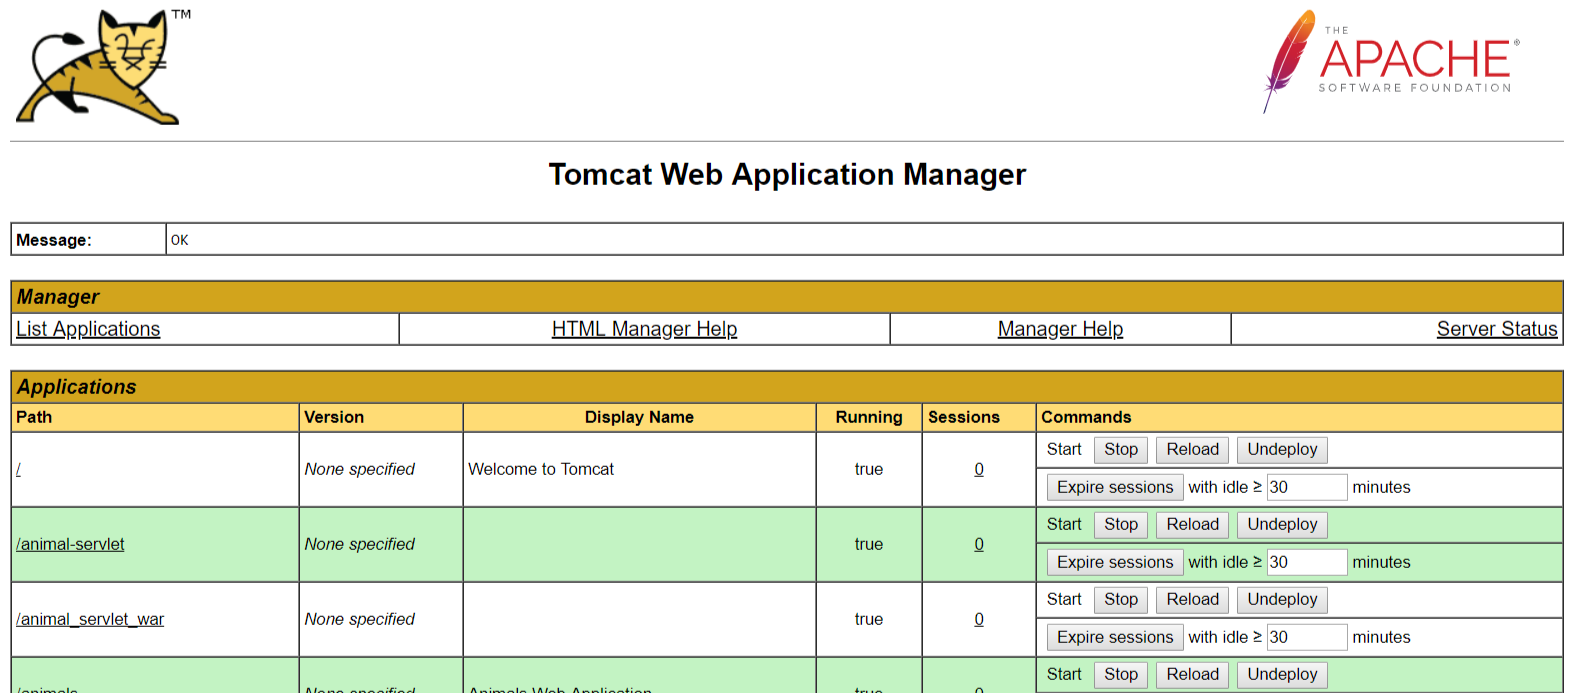 TM
THE
APACHE®
SOFTWARE FOUNDATION
Tomcat Web Application Manager
Message: OK
Manager
List Applications HTML Manager Help Manager Help Server Status
Applications
Path Version Display Name Running Sessions Commands
/ None specified Welcome to Tomcat true 0 Start Stop Reload Undeploy
Expire sessions with idle ≥ 30 minutes
/animal-servlet None specified true 0 Start Stop Reload Undeploy
Expire sessions with idle ≥ 30 minutes
/animal_servlet_war None specified true 0 Start Stop Reload Undeploy
Expire sessions with idle ≥ 30 minutes
/animals None specified Animals Web Application true 0 Start Stop Reload Undeploy